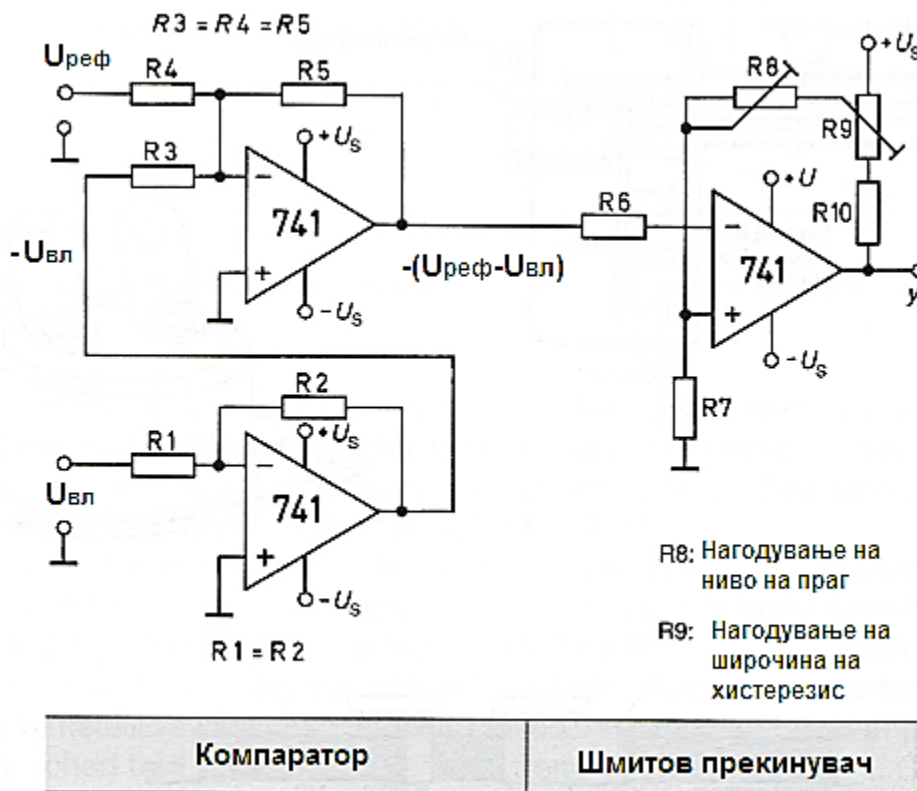 R3 = R4 = R5
Uреф
R4
R5
R3
+Us
−
741
+
−Us
-Uвл
-(Uреф-Uвл)
R2
R1
+Us
−
741
+
−Us
Uвл
R1 = R2
R8
+Us
R9
R10
R6
+U
−
741
+
−Us
y
R7
R8: Нагодување на
ниво на праг
R9: Нагодување на
широчина на
хистерезис
Компаратор
Шмитов прекинувач